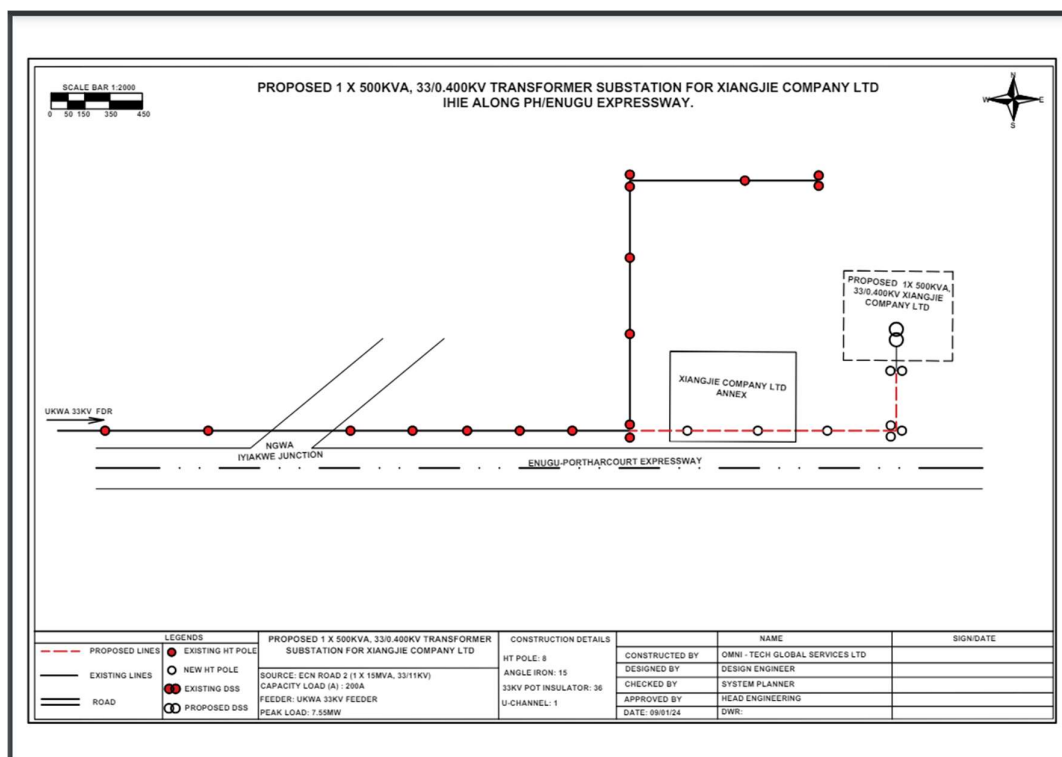 SCALE BAR 1:2000
0 50 150 350 450
PROPOSED 1 X 500KVA, 33/0.400KV TRANSFORMER SUBSTATION FOR XIANGJIE COMPANY LTD
IHIE ALONG PH/ENUGU EXPRESSWAY.
N
W E
S
PROPOSED 1X 500KVA,
33/0.400KV XIANGJIE
COMPANY LTD
XIANGJIE COMPANY LTD
ANNEX
UKWA 33KV FDR
NGWA
IYIAKWE JUNCTION
ENUGU-PORTHARCOURT EXPRESSWAY
LEGENDS
PROPOSED LINES
EXISTING LINES
ROAD
EXISTING HT POLE
NEW HT POLE
EXISTING DSS
PROPOSED DSS
PROPOSED 1 X 500KVA, 33/0.400KV TRANSFORMER
SUBSTATION FOR XIANGJIE COMPANY LTD
SOURCE: ECN ROAD 2 (1 X 15MVA, 33/11KV)
CAPACITY LOAD (A) : 200A
FEEDER: UKWA 33KV FEEDER
PEAK LOAD: 7.55MW
CONSTRUCTION DETAILS
HT POLE: 8
ANGLE IRON: 15
33KV POT INSULATOR: 36
U-CHANNEL: 1
NAME SIGN/DATE
CONSTRUCTED BY OMNI - TECH GLOBAL SERVICES LTD
DESIGNED BY DESIGN ENGINEER
CHECKED BY SYSTEM PLANNER
APPROVED BY HEAD ENGINEERING
DATE: 09/01/24 DWR: